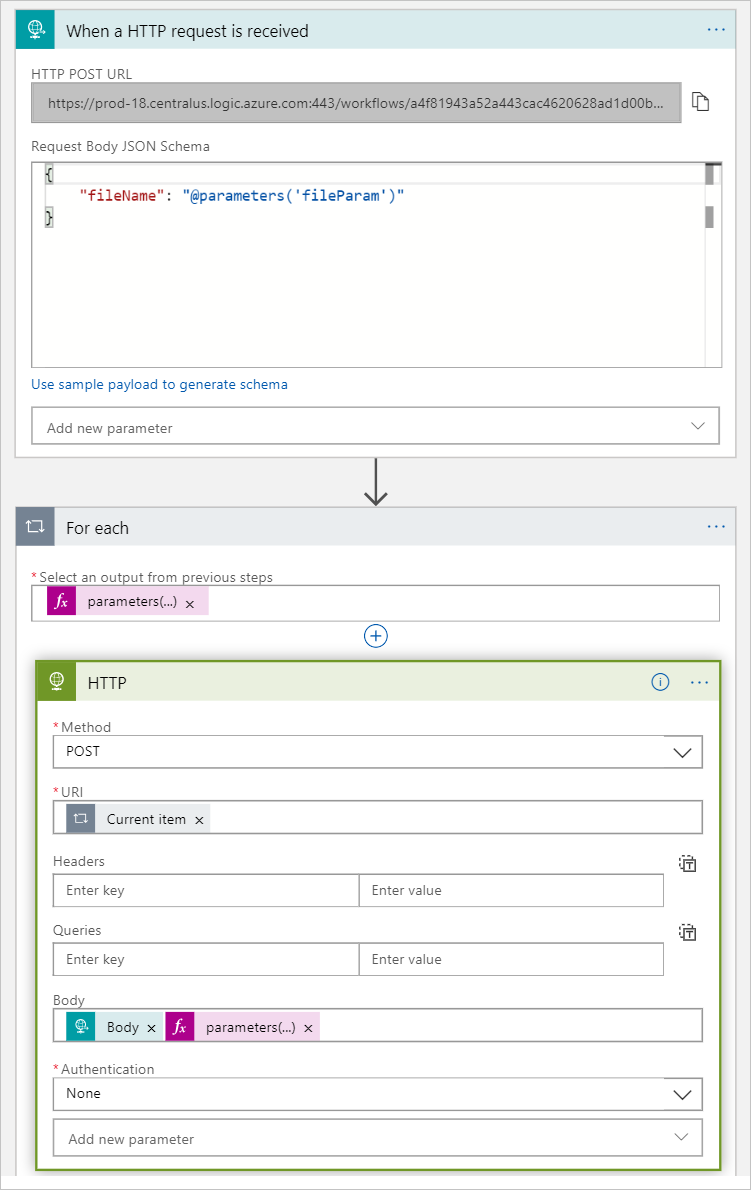 When a HTTP request is received
...
HTTP POST URL
https://prod-18.centralus.logic.azure.com:443/workflows/a4f81943a52a443cac4620628ad1d00b...
Request Body JSON Schema
{
"fileName": "@parameters('fileParam')"
}
Use sample payload to generate schema
Add new parameter
For each
...
* Select an output from previous steps
fx parameters(...) ×
HTTP
...
* Method
POST
* URI
Current item ×
Headers
Enter key Enter value
Queries
Enter key Enter value
Body
Body × fx parameters(...) ×
* Authentication
None
Add new parameter